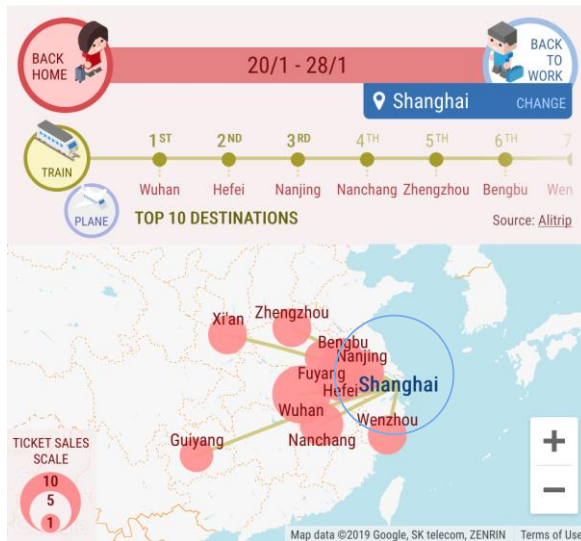 BACK
HOME
20/1 - 28/1
BACK
TO
WORK
Shanghai CHANGE
TRAIN
1ST 2ND 3RD 4TH 5TH 6TH 7
Wuhan Hefei Nanjing Nanchang Zhengzhou Bengbu Wen
PLANE
TOP 10 DESTINATIONS
Source: Alitrip
Xi'an
Zhengzhou
Bengbu
Nanjing
Fuyang
Hefei
Shanghai
Wuhan
Wenzhou
Guiyang
Nanchang
TICKET SALES
SCALE
10
5
1
+
−
Map data ©2019 Google, SK telecom, ZENRIN Terms of Use